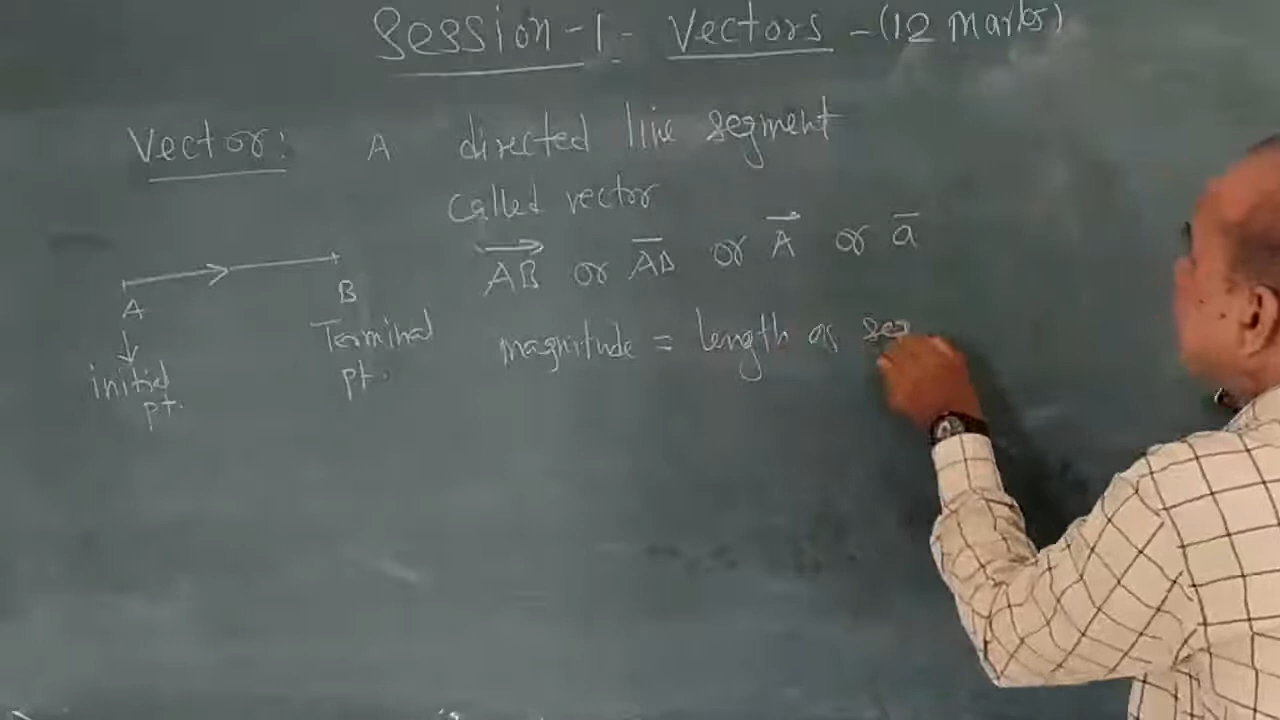 Session-1- Vectors - (12 marks)
Vector: A directed line segment
called vector
AB or AB or A or a
A
B
initial pt.
Terminal pt.
magnitude = length of seg